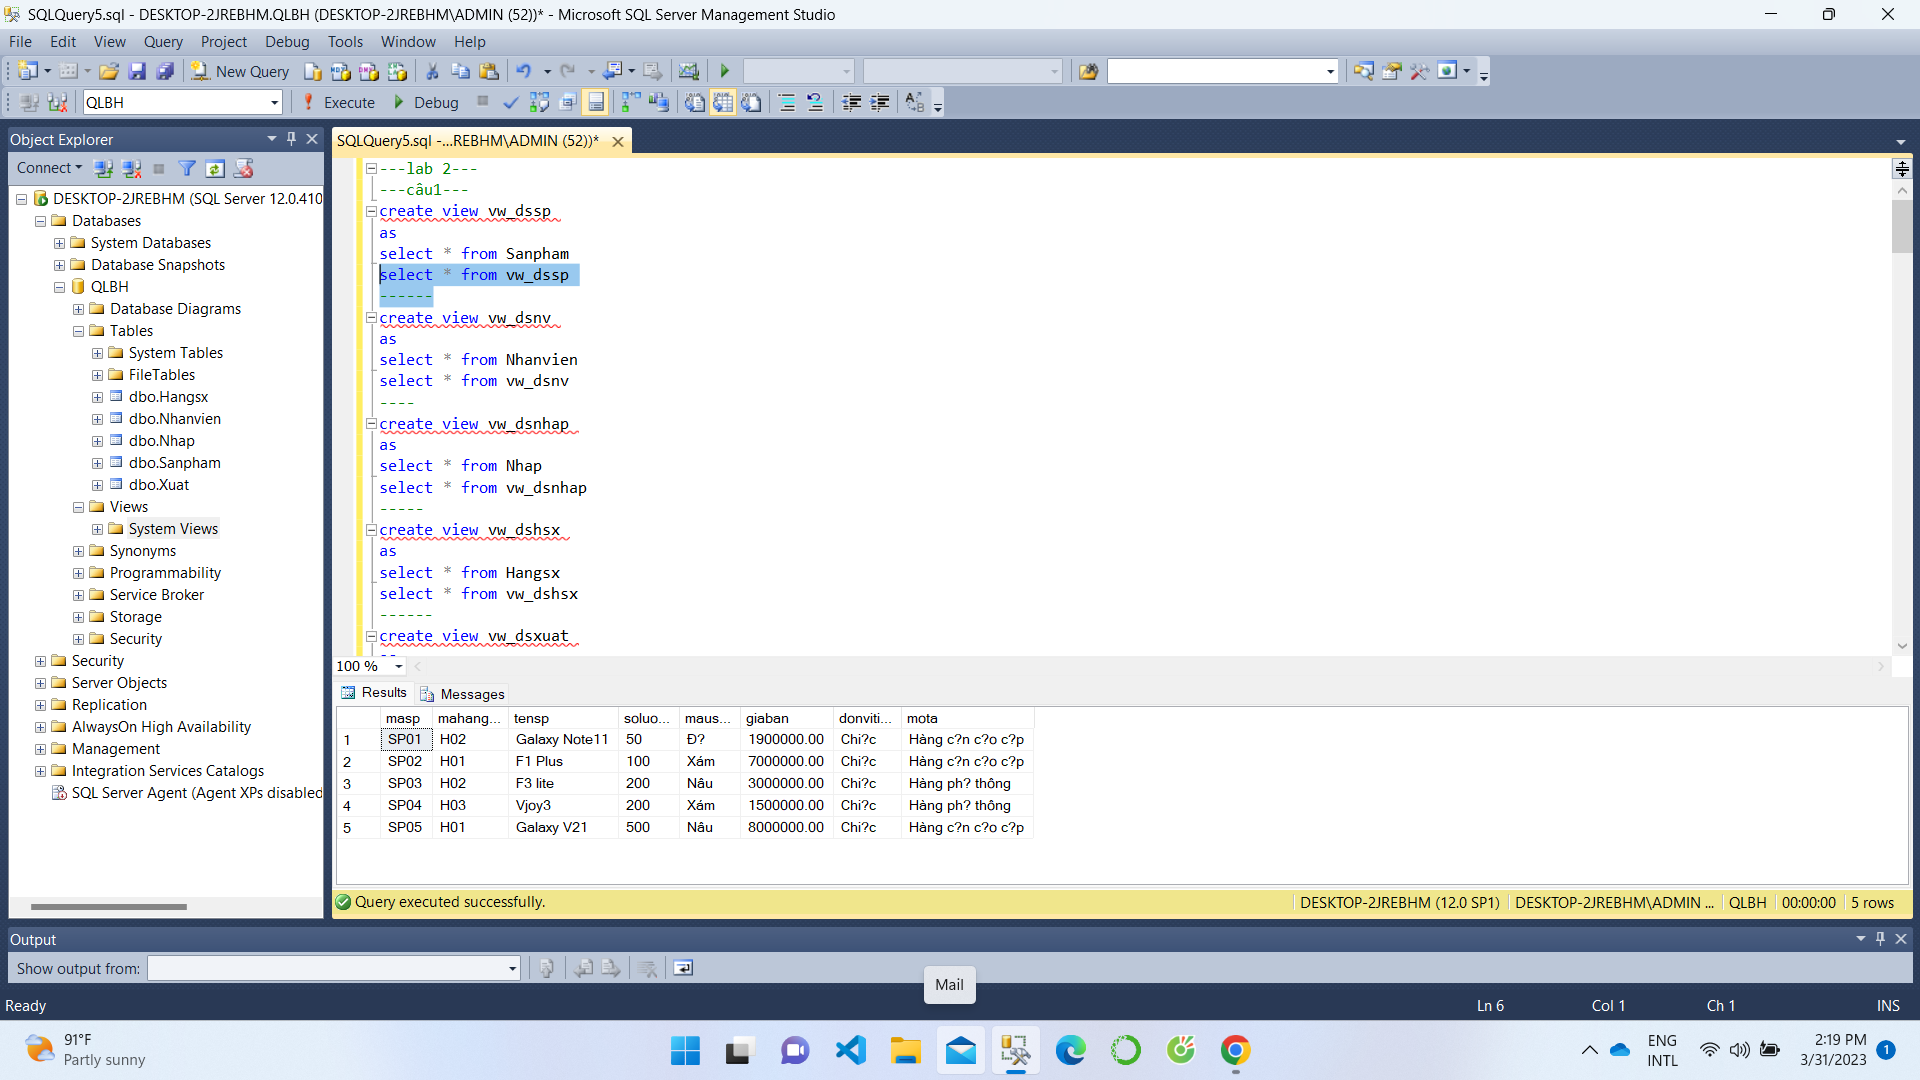 SQLQuery5.sql - DESKTOP-2JREBHM.QLBH (DESKTOP-2JREBHM\ADMIN (52))* - Microsoft SQL Server Management Studio
File Edit View Query Project Debug Tools Window Help
New Query
QLBH Execute Debug
Object Explorer
Connect
DESKTOP-2JREBHM (SQL Server 12.0.410
Databases
System Databases
Database Snapshots
QLBH
Database Diagrams
Tables
System Tables
FileTables
dbo.Hangsx
dbo.Nhanvien
dbo.Nhap
dbo.Sanpham
dbo.Xuat
Views
System Views
Synonyms
Programmability
Service Broker
Storage
Security
Security
Server Objects
Replication
AlwaysOn High Availability
Management
Integration Services Catalogs
SQL Server Agent (Agent XPs disabled
SQLQuery5.sql -...REBHM\ADMIN (52))*
---lab 2---
---câu1---
create view vw_dssp
as
select * from Sanpham
select * from vw_dssp
------
create view vw_dsnv
as
select * from Nhanvien
select * from vw_dsnv
----
create view vw_dsnhap
as
select * from Nhap
select * from vw_dsnhap
-----
create view vw_dshsx
as
select * from Hangsx
select * from vw_dshsx
------
create view vw_dsxuat
100 %
Results Messages
masp mahang... tensp soluo... maus... giaban donviti... mota
1 SP01 H02 Galaxy Note11 50 Đ? 1900000.00 Chi?c Hàng c?n c?o c?p
2 SP02 H01 F1 Plus 100 Xám 7000000.00 Chi?c Hàng c?n c?o c?p
3 SP03 H02 F3 lite 200 Nâu 3000000.00 Chi?c Hàng ph? thông
4 SP04 H03 Vjoy3 200 Xám 1500000.00 Chi?c Hàng ph? thông
5 SP05 H01 Galaxy V21 500 Nâu 8000000.00 Chi?c Hàng c?n c?o c?p
Query executed successfully. DESKTOP-2JREBHM (12.0 SP1) DESKTOP-2JREBHM\ADMIN ... QLBH 00:00:00 5 rows
Output
Show output from:
Mail
Ready Ln 6 Col 1 Ch 1 INS
91°F
Partly sunny
ENG
INTL
2:19 PM
3/31/2023
1